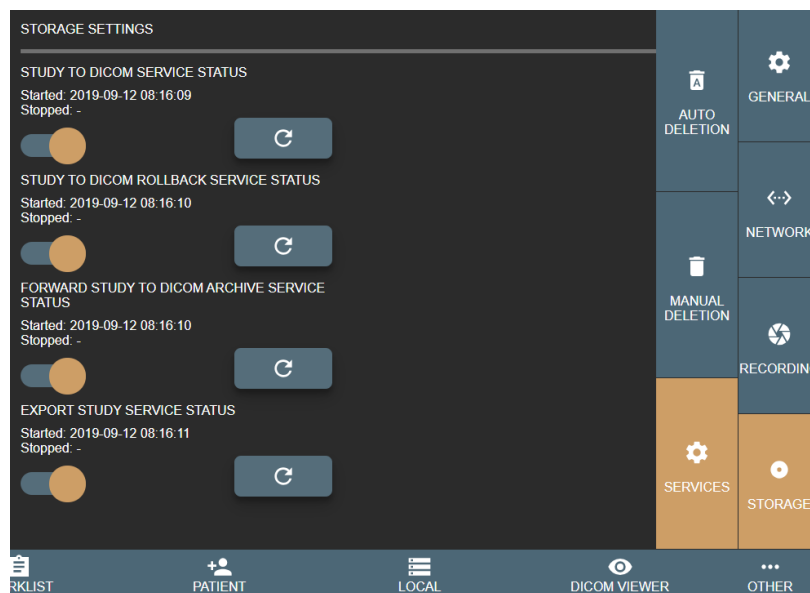 STORAGE SETTINGS
STUDY TO DICOM SERVICE STATUS
Started: 2019-09-12 08:16:09
Stopped: -
STUDY TO DICOM ROLLBACK SERVICE STATUS
Started: 2019-09-12 08:16:10
Stopped: -
FORWARD STUDY TO DICOM ARCHIVE SERVICE
STATUS
Started: 2019-09-12 08:16:10
Stopped: -
EXPORT STUDY SERVICE STATUS
Started: 2019-09-12 08:16:11
Stopped: -
A
AUTO
DELETION
MANUAL
DELETION
SERVICES
GENERAL
NETWORK
RECORDIN
STORAGE
RKLIST
PATIENT
LOCAL
DICOM VIEWER
OTHER